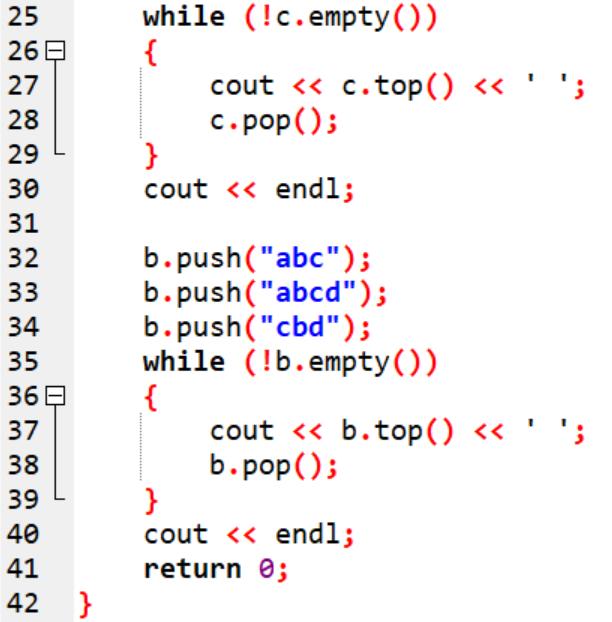 25 while (!c.empty())
26 {
27 cout << c.top() << ' ';
28 c.pop();
29 }
30 cout << endl;
31
32 b.push("abc");
33 b.push("abcd");
34 b.push("cbd");
35 while (!b.empty())
36 {
37 cout << b.top() << ' ';
38 b.pop();
39 }
40 cout << endl;
41 return 0;
42 }